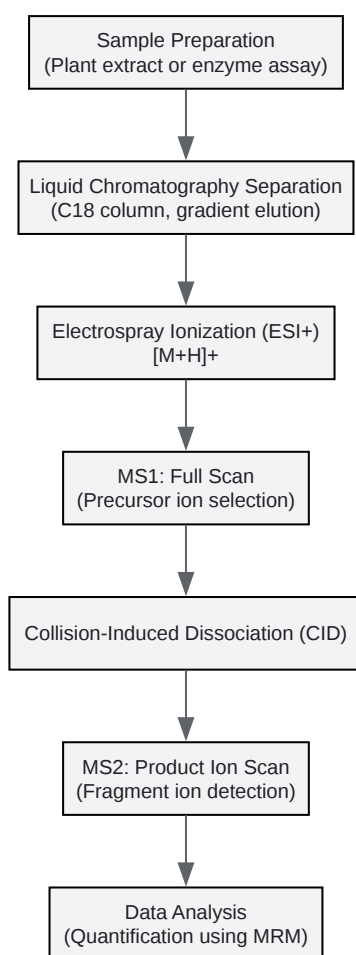 Sample Preparation
(Plant extract or enzyme assay)
Liquid Chromatography Separation
(C18 column, gradient elution)
Electrospray Ionization (ESI+)
[M+H]+
MS1: Full Scan
(Precursor ion selection)
Collision-Induced Dissociation (CID)
MS2: Product Ion Scan
(Fragment ion detection)
Data Analysis
(Quantification using MRM)